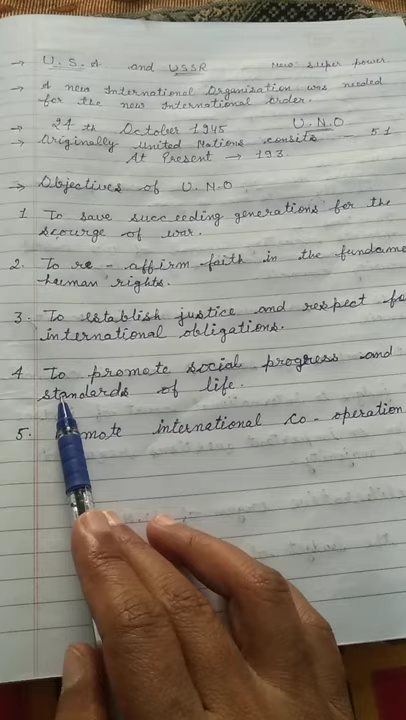 → U.S.A and USSR New super power
→ A new International Organisation was needed
for the new International order.
→ 24 th October 1945 U.N.O
→ Originally united Nations consits - 51
At Present → 193.
→ Objectives of U.N.O
1 To save succeeding generations for the
scourge of war.
2. To re-affirm faith in the fundame
human rights.
3. To establish justice and respect fo
international obligations.
4. To promote social progress and
standards of life.
5. omote international co-operation